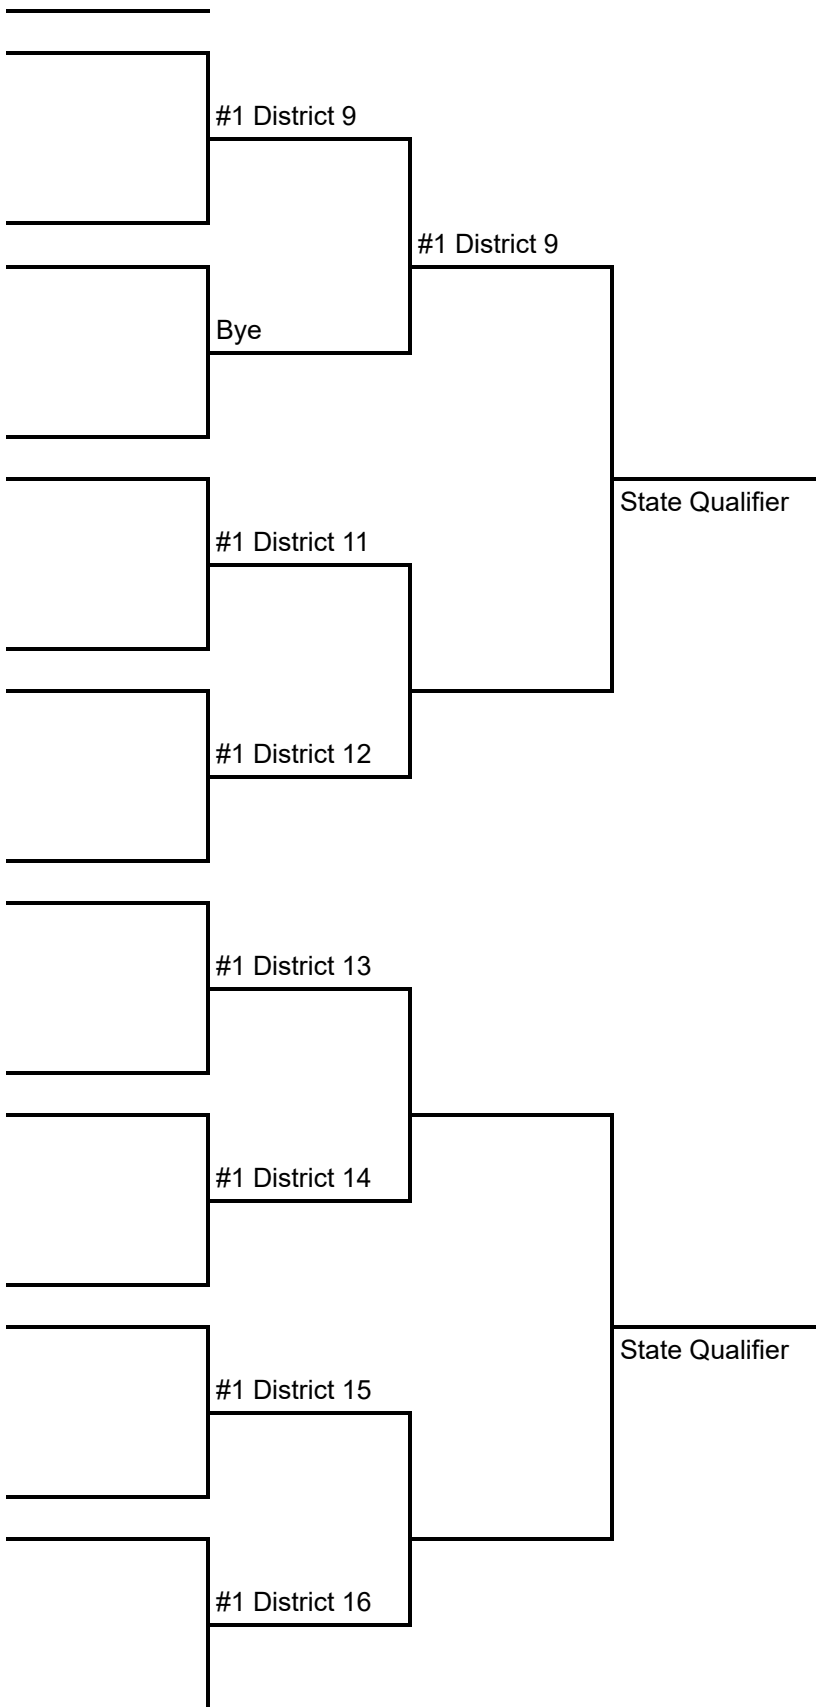 #1 District 9
#1 District 9
Bye
State Qualifier
#1 District 11
#1 District 12
#1 District 13
#1 District 14
State Qualifier
#1 District 15
#1 District 16